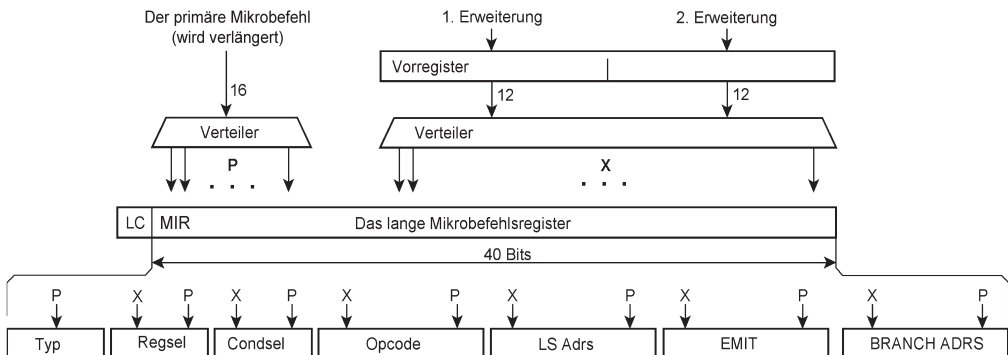 Der primäre Mikrobefehl
(wird verlängert)
1. Erweiterung
2. Erweiterung
Vorregister
16
12
12
Verteiler
Verteiler
P
X
. . .
. . .
LC
MIR
Das lange Mikrobefehlsregister
40 Bits
P
X
P
X
P
X
P
X
P
X
P
X
P
Typ
Regsel
Condsel
Opcode
LS Adrs
EMIT
BRANCH ADRS